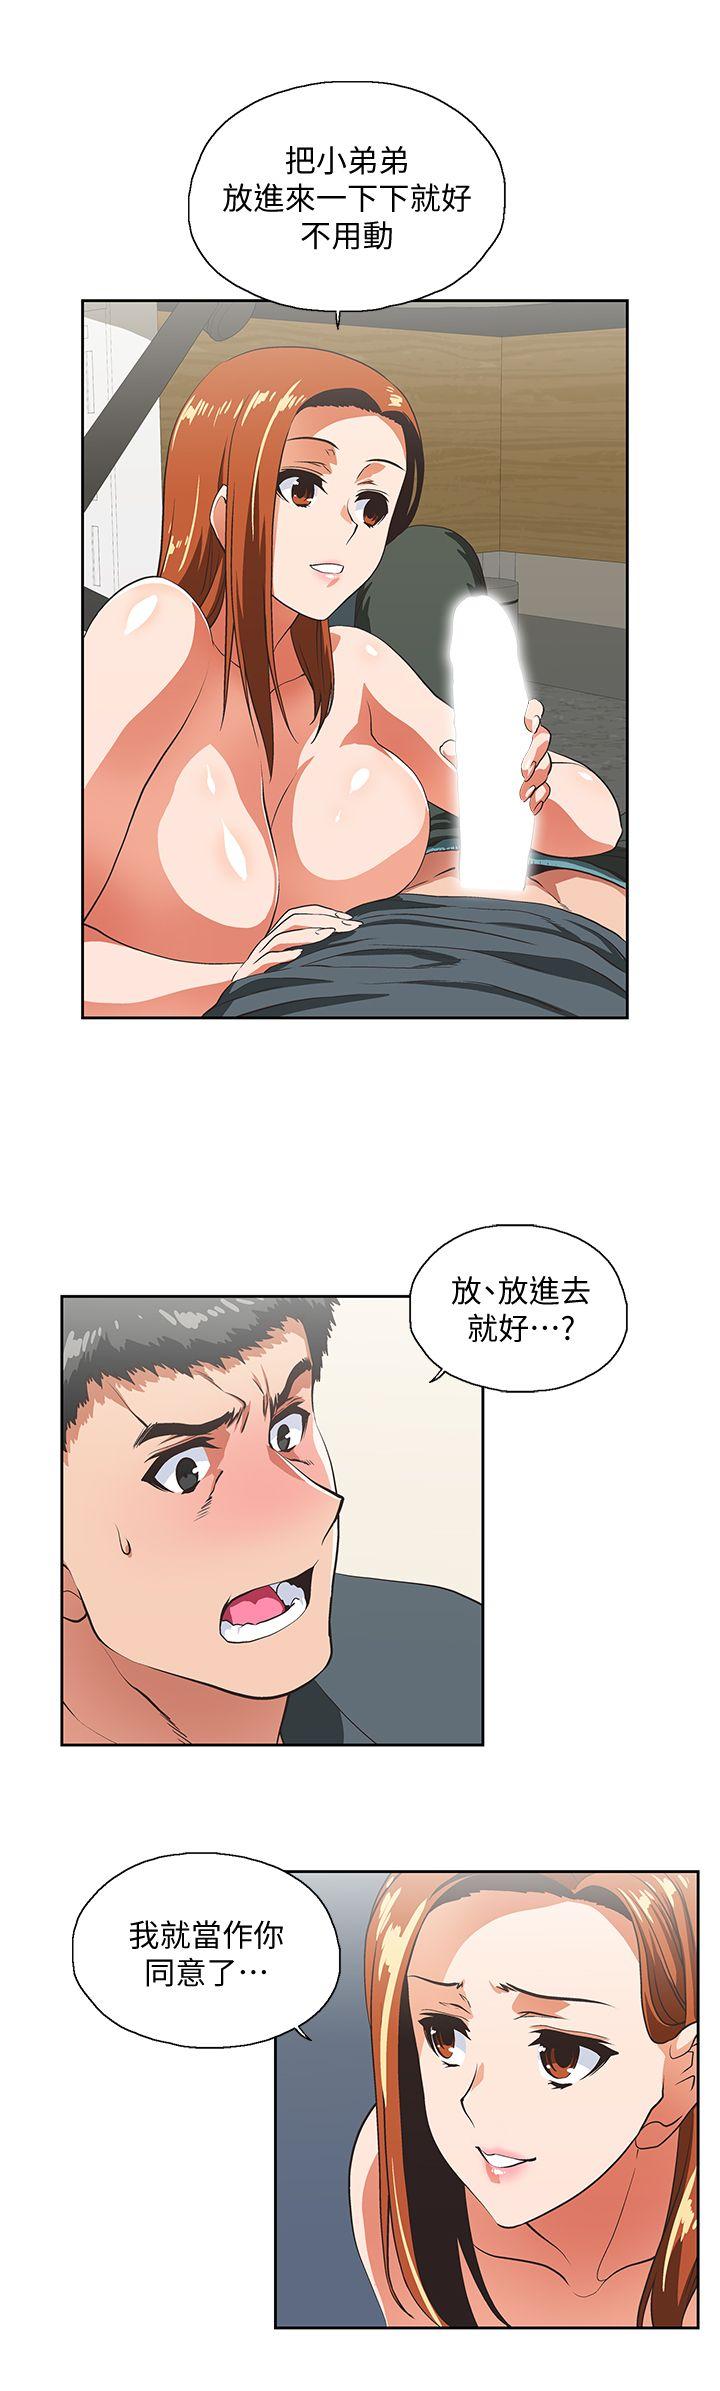 把小弟弟
放進來一下下就好
不用動
放、放進去
就好…?
我就當作你
同意了…